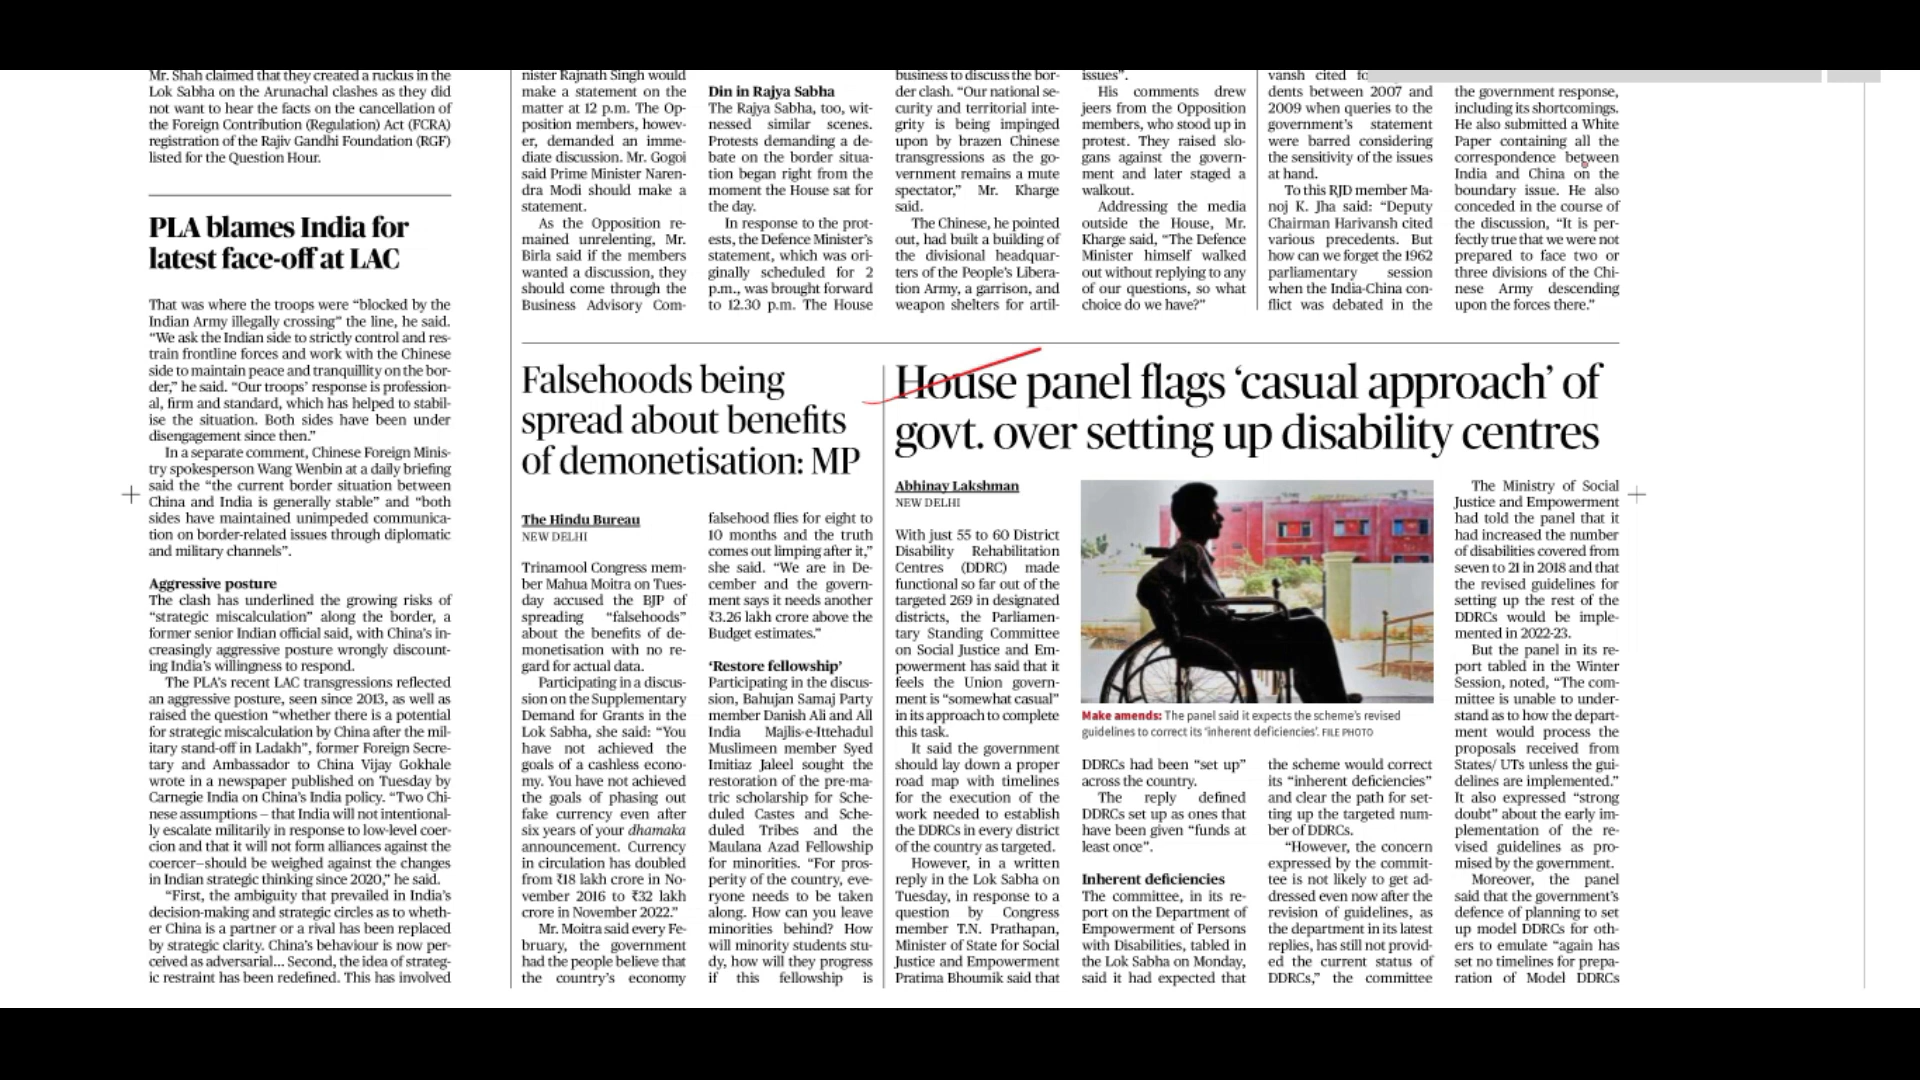 Mr. Shah claimed that they created a ruckus in the
Lok Sabha on the Arunachal clashes as they did
not want to hear the facts on the cancellation of
the Foreign Contribution (Regulation) Act (FCRA)
registration of the Rajiv Gandhi Foundation (RGF)
listed for the Question Hour.
PLA blames India for
latest face-off at LAC
That was where the troops were “blocked by the
Indian Army illegally crossing” the line, he said.
“We ask the Indian side to strictly control and res-
train frontline forces and work with the Chinese
side to maintain peace and tranquillity on the bor-
der,” he said. “Our troops’ response is profession-
al, firm and standard, which has helped to stabil-
ise the situation. Both sides have been under
disengagement since then.”
In a separate comment, Chinese Foreign Minis-
try spokesperson Wang Wenbin at a daily briefing
said the “the current border situation between
China and India is generally stable” and “both
sides have maintained unimpeded communica-
tion on border-related issues through diplomatic
and military channels”.
Aggressive posture
The clash has underlined the growing risks of
“strategic miscalculation” along the border, a
former senior Indian official said, with China’s in-
creasingly aggressive posture wrongly discount-
ing India’s willingness to respond.
The PLA’s recent LAC transgressions reflected
an aggressive posture, seen since 2013, as well as
raised the question “whether there is a potential
for strategic miscalculation by China after the mil-
itary stand-off in Ladakh”, former Foreign Secre-
tary and Ambassador to China Vijay Gokhale
wrote in a newspaper published on Tuesday by
Carnegie India on China’s India policy. “Two Chi-
nese assumptions – that India will not intentional-
ly escalate militarily in response to low-level coer-
cion and that it will not form alliances against the
coercer—should be weighed against the changes
in Indian strategic thinking since 2020,” he said.
“First, the ambiguity that prevailed in India’s
decision-making and strategic circles as to wheth-
er China is a partner or a rival has been replaced
by strategic clarity. China’s behaviour is now per-
ceived as adversarial... Second, the idea of strateg-
ic restraint has been redefined. This has involved
nister Rajnath Singh would
make a statement on the
matter at 12 p.m. The Op-
position members, howev-
er, demanded an imme-
diate discussion. Mr. Gogoi
said Prime Minister Naren-
dra Modi should make a
statement.
As the Opposition re-
mained unrelenting, Mr.
Birla said if the members
wanted a discussion, they
should come through the
Business Advisory Com-
Din in Rajya Sabha
The Rajya Sabha, too, wit-
nessed similar scenes.
Protests demanding a de-
bate on the border situa-
tion began right from the
moment the House sat for
the day.
In response to the prot-
ests, the Defence Minister’s
statement, which was ori-
ginally scheduled for 2
p.m., was brought forward
to 12.30 p.m. The House
business to discuss the bor-
der clash. “Our national se-
curity and territorial inte-
grity is being impinged
upon by brazen Chinese
transgressions as the go-
vernment remains a mute
spectator,” Mr. Kharge
said.
The Chinese, he pointed
out, had built a building of
the divisional headquar-
ters of the People’s Libera-
tion Army, a garrison, and
weapon shelters for artil-
issues”.
His comments drew
jeers from the Opposition
members, who stood up in
protest. They raised slo-
gans against the govern-
ment and later staged a
walkout.
Addressing the media
outside the House, Mr.
Kharge said, “The Defence
Minister himself walked
out without replying to any
of our questions, so what
choice do we have?”
vansh cited
dents between 2007 and
2009 when queries to the
government’s statement
were barred considering
the sensitivity of the issues
at hand.
To this RJD member Ma-
noj K. Jha said: “Deputy
Chairman Harivansh cited
various precedents. But
how can we forget the 1962
parliamentary session
when the India-China con-
flict was debated in the
the government response,
including its shortcomings.
He also submitted a White
Paper containing all the
correspondence between
India and China on the
boundary issue. He also
conceded in the course of
the discussion, “It is per-
fectly true that we were not
prepared to face two or
three divisions of the Chi-
nese Army descending
upon the forces there.”
Falsehoods being
spread about benefits
of demonetisation: MP
The Hindu Bureau
NEW DELHI
Trinamool Congress mem-
ber Mahua Moitra on Tues-
day accused the BJP of
spreading “falsehoods”
about the benefits of de-
monetisation with no re-
gard for actual data.
Participating in a discus-
sion on the Supplementary
Demand for Grants in the
Lok Sabha, she said: “You
have not achieved the
goals of a cashless econo-
my. You have not achieved
the goals of phasing out
fake currency even after
six years of your dhamaka
announcement. Currency
in circulation has doubled
from ₹18 lakh crore in No-
vember 2016 to ₹32 lakh
crore in November 2022.”
Mr. Moitra said every Fe-
bruary, the government
had the people believe that
the country’s economy
falsehood flies for eight to
10 months and the truth
comes out limping after it,”
she said. “We are in De-
cember and the govern-
ment says it needs another
₹3.26 lakh crore above the
Budget estimates.”
‘Restore fellowship’
Participating in the discus-
sion, Bahujan Samaj Party
member Danish Ali and All
India Majlis-e-Ittehadul
Muslimeen member Syed
Imitiaz Jaleel sought the
restoration of the pre-ma-
tric scholarship for Sche-
duled Castes and Sche-
duled Tribes and the
Maulana Azad Fellowship
for minorities. “For pros-
perity of the country, eve-
ryone needs to be taken
along. How can you leave
minorities behind? How
will minority students stu-
dy, how will they progress
if this fellowship is
House panel flags ‘casual approach’ of
govt. over setting up disability centres
Abhinay Lakshman
NEW DELHI
With just 55 to 60 District
Disability Rehabilitation
Centres (DDRC) made
functional so far out of the
targeted 269 in designated
districts, the Parliamen-
tary Standing Committee
on Social Justice and Em-
powerment has said that it
feels the Union govern-
ment is “somewhat casual”
in its approach to complete
this task.
It said the government
should lay down a proper
road map with timelines
for the execution of the
work needed to establish
the DDRCs in every district
of the country as targeted.
However, in a written
reply in the Lok Sabha on
Tuesday, in response to a
question by Congress
member T.N. Prathapan,
Minister of State for Social
Justice and Empowerment
Pratima Bhoumik said that
Make amends: The panel said it expects the scheme’s revised
guidelines to correct its ‘inherent deficiencies’. FILE PHOTO
DDRCs had been “set up”
across the country.
The reply defined
DDRCs set up as ones that
have been given “funds at
least once”.
Inherent deficiencies
The committee, in its re-
port on the Department of
Empowerment of Persons
with Disabilities, tabled in
the Lok Sabha on Monday,
said it had expected that
the scheme would correct
its “inherent deficiencies”
and clear the path for set-
ting up the targeted num-
ber of DDRCs.
“However, the concern
expressed by the commit-
tee is not likely to get ad-
dressed even now after the
revision of guidelines, as
the department in its latest
replies, has still not provid-
ed the current status of
DDRCs,” the committee
The Ministry of Social
Justice and Empowerment
had told the panel that it
had increased the number
of disabilities covered from
seven to 21 in 2018 and that
the revised guidelines for
setting up the rest of the
DDRCs would be imple-
mented in 2022-23.
But the panel in its re-
port tabled in the Winter
Session, noted, “The com-
mittee is unable to under-
stand as to how the depart-
ment would process the
proposals received from
States/ UTs unless the gui-
delines are implemented.”
It also expressed “strong
doubt” about the early im-
plementation of the re-
vised guidelines as pro-
mised by the government.
Moreover, the panel
said that the government’s
defence of planning to set
up model DDRCs for oth-
ers to emulate “again has
set no timelines for prepa-
ration of Model DDRCs